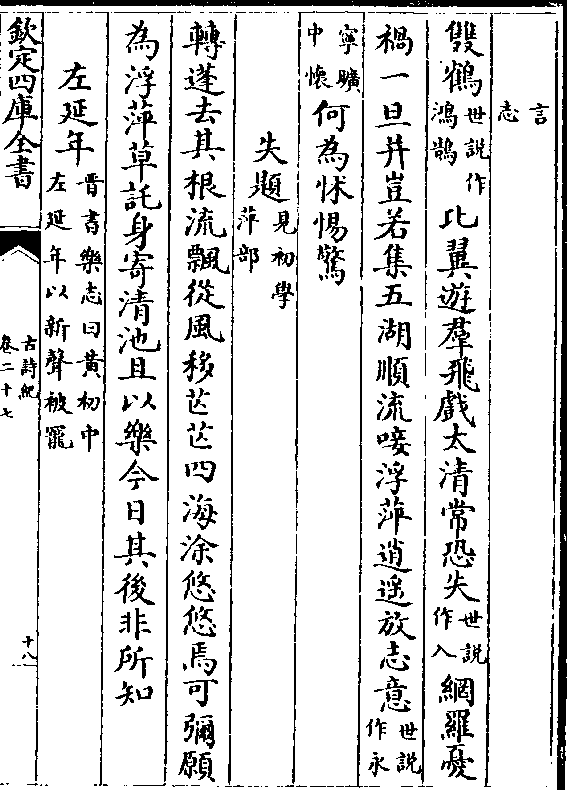 言志
雙鶴世説作鴻鵠比翼遊羣飛戲太清常恐失世説作入網羅憂
禍一旦并豈若集五湖順流唼浮萍逍遥放志意世説作永
寧曠中懷何為怵惕驚
失題見初學萍部
轉蓬去其根流飄從風移芒芒四海涂悠悠焉可彌願
為浮萍草託身寄清池且以樂今日其後非所知
左延年晉書樂志曰黄初中左延年以新聲被寵
欽定四庫全書
古詩紀
卷二十七
十八